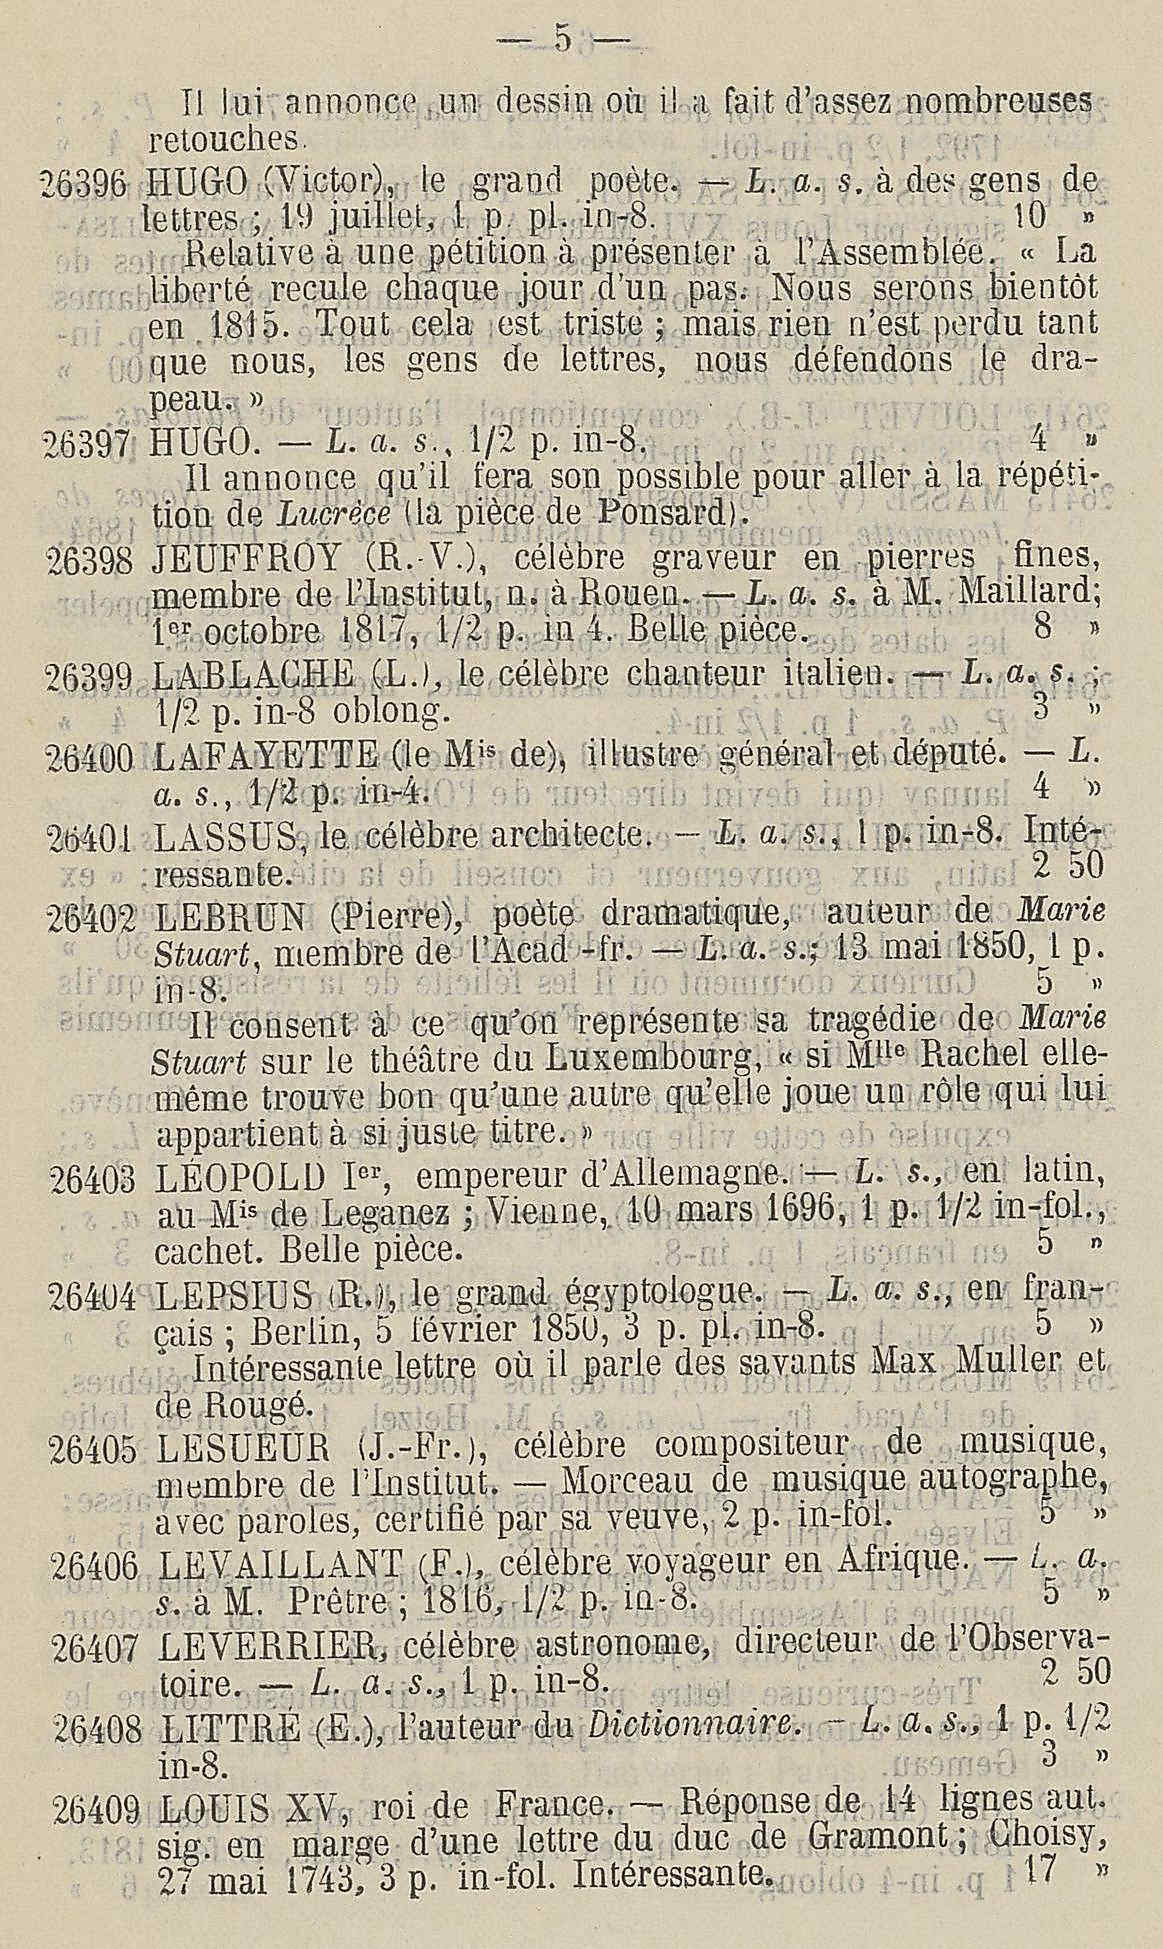 — 5 —
Il lui annonce un dessin où il a fait d'assez nombreuses
retouches.
26396 HUGO (Victor), le grand poète. — L. a. s. à des gens de
lettres ; 19 juillet, 1 p. pl. in-8. 10 »
Relative à une pétition à présenter à l'Assemblée. « La
liberté recule chaque jour d'un pas. Nous serons bientôt
en 1815. Tout cela est triste ; mais rien n'est perdu tant
que nous, les gens de lettres, nous défendons le dra-
peau. »
26397 HUGO. — L. a. s., 1/2 p. in-8. 4 »
Il annonce qu'il fera son possible pour aller à la répéti-
tion de Lucrèce (la pièce de Ponsard).
26398 JEUFFROY (R.-V.), célèbre graveur en pierres fines,
membre de l'Institut, n. à Rouen. — L. a. s. à M. Maillard;
1er octobre 1817, 1/2 p. in 4. Belle pièce. 8 »
26399 LABLACHE (L.), le célèbre chanteur italien. — L. a. s. ;
1/2 p. in-8 oblong. 3 »
26400 LAFAYETTE (le Mis de), illustre général et député. — L.
a. s., 1/2 p. in-4. 4 »
26401 LASSUS, le célèbre architecte. — L. a. s., 1 p. in-8. Inté-
ressante. 2 50
26402 LEBRUN (Pierre), poète dramatique, auteur de Marie
Stuart, membre de l'Acad -fr. — L. a. s.; 13 mai 1850, 1 p.
in-8. 5 »
Il consent à ce qu'on représente sa tragédie de Marie
Stuart sur le théâtre du Luxembourg, « si Mlle Rachel elle-
même trouve bon qu'une autre qu'elle joue un rôle qui lui
appartient à si juste titre. »
26403 LÉOPOLD Ier, empereur d'Allemagne. — L. s., en latin,
au Mis de Leganez ; Vienne, 10 mars 1696, 1 p. 1/2 in-fol.,
cachet. Belle pièce. 5 »
26404 LEPSIUS (R.), le grand égyptologue. — L. a. s., en fran-
çais ; Berlin, 5 février 1850, 3 p. pl. in-8. 5 »
Intéressante lettre où il parle des savants Max Muller et
de Rougé.
26405 LESUEUR (J.-Fr.), célèbre compositeur de musique,
membre de l'Institut. — Morceau de musique autographe,
avec paroles, certifié par sa veuve, 2 p. in-fol. 5 »
26406 LEVAILLANT (F.), célèbre voyageur en Afrique. — L. a.
s. à M. Prêtre ; 1816, 1/2 p. in-8. 5 »
26407 LEVERRIER, célèbre astronome, directeur de l'Observa-
toire. — L. a. s., 1 p. in-8. 2 50
26408 LITTRÉ (E.), l'auteur du Dictionnaire. — L. a. s., 1 p. 1/2
in-8. 3 »
26409 LOUIS XV, roi de France. — Réponse de 14 lignes aut.
sig. en marge d'une lettre du duc de Gramont ; Choisy,
27 mai 1743, 3 p. in-fol. Intéressante. 17 »